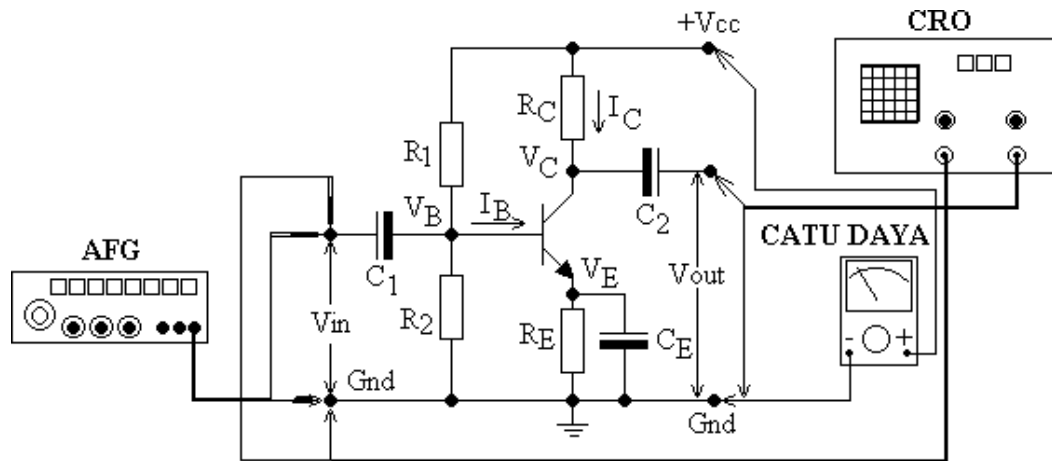 +Vcc
CRO
RC
IC
R1
VC
VB
IB
C2
AFG
CATU DAYA
C1
VE
Vout
Vin
R2
RE
CE
- +
Gnd
Gnd